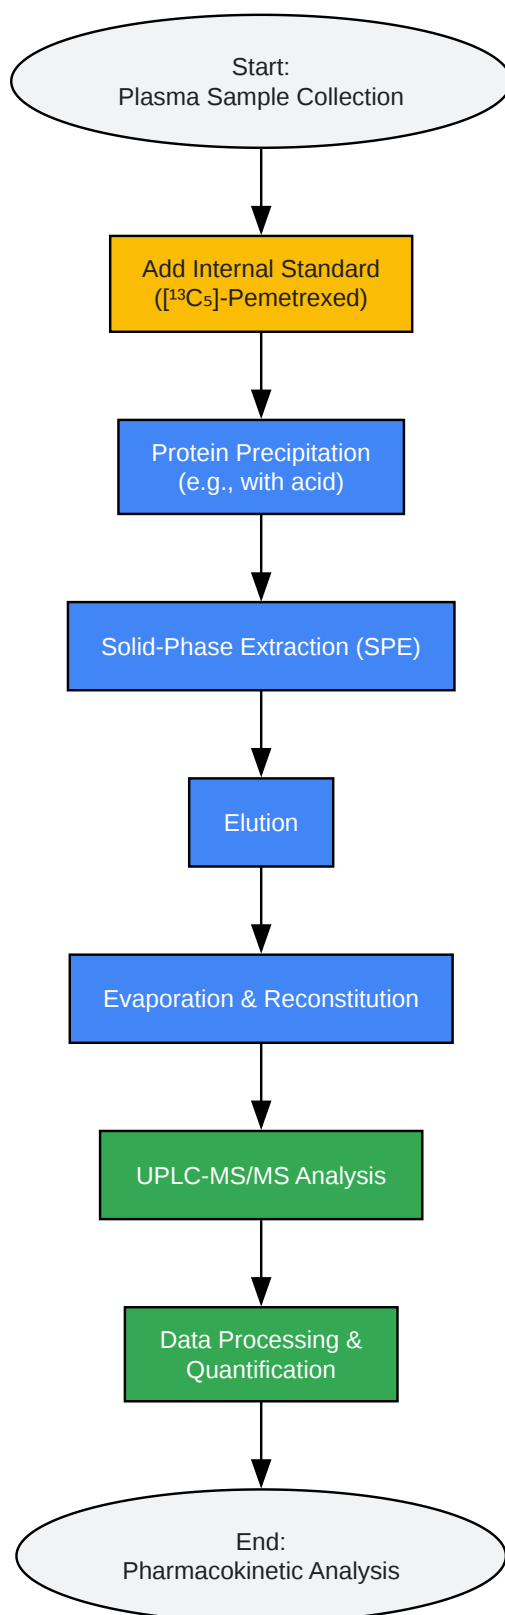 Start:
Plasma Sample Collection
Add Internal Standard
([¹³C₅]-Pemetrexed)
Protein Precipitation
(e.g., with acid)
Solid-Phase Extraction (SPE)
Elution
Evaporation & Reconstitution
UPLC-MS/MS Analysis
Data Processing &
Quantification
End:
Pharmacokinetic Analysis